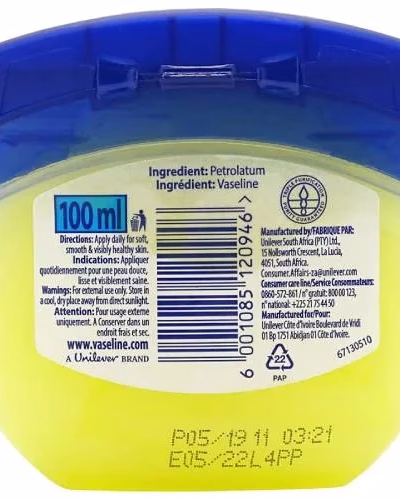 Ingredient: Petrolatum
Ingrédient: Vaseline
100 ml
Directions: Apply daily for soft,
smooth & visibly healthy skin.
Indications: Appliquer
quotidiennement pour une peau douce,
lisse et visiblement saine.
Warnings: For external use only. Store in
a cool, dry place away from direct sunlight.
Attention: Pour usage externe
uniquement. A Conserver dans un
endroit frais et sec.
www.vaseline.com
A Unilever BRAND
6 001085 120946 >
TRIPLE PURIFICATION
PURITY GUARANTEED
Manufactured by/FABRIQUE PAR:
Unilever South Africa (PTY) Ltd.,
15 Nollsworth Crescent, La Lucia,
4051, South Africa.
Consumer.Affairs-za@unilever.com
Consumer care line/Service Consommateurs:
0860-572-861 / n° gratuit: 800 00 123,
n° national: +225 21 75 44 50
Manufactured for/Pour:
Unilever Côte d'Ivoire Boulevard de Vridi
01 Bp 1751 Abidjan 01 Côte d'Ivoire.
22
PAP
67130510
P05/19 11 03:21
E05/22L4PP